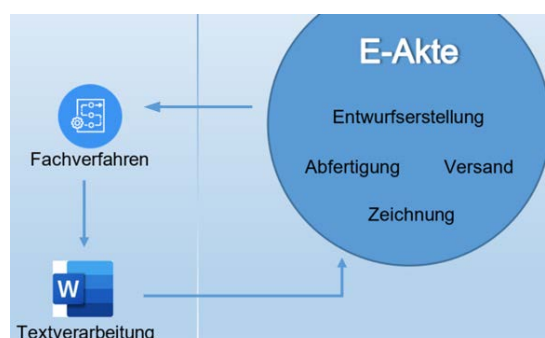 E-Akte
Entwurfserstellung
Fachverfahren
Abfertigung Versand
Zeichnung
W
Textverarbeitung